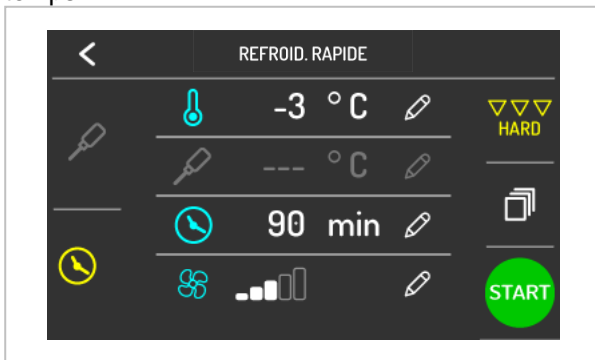 REFROID. RAPIDE
-3 °C
HARD
--- °C
90 min
START